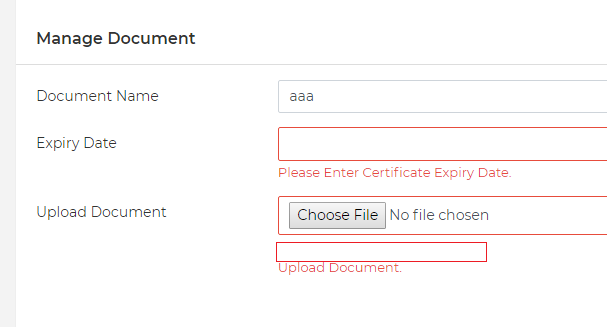 Manage Document
Document Name
aaa
Expiry Date
Please Enter Certificate Expiry Date.
Upload Document
Choose File No file chosen
Upload Document.